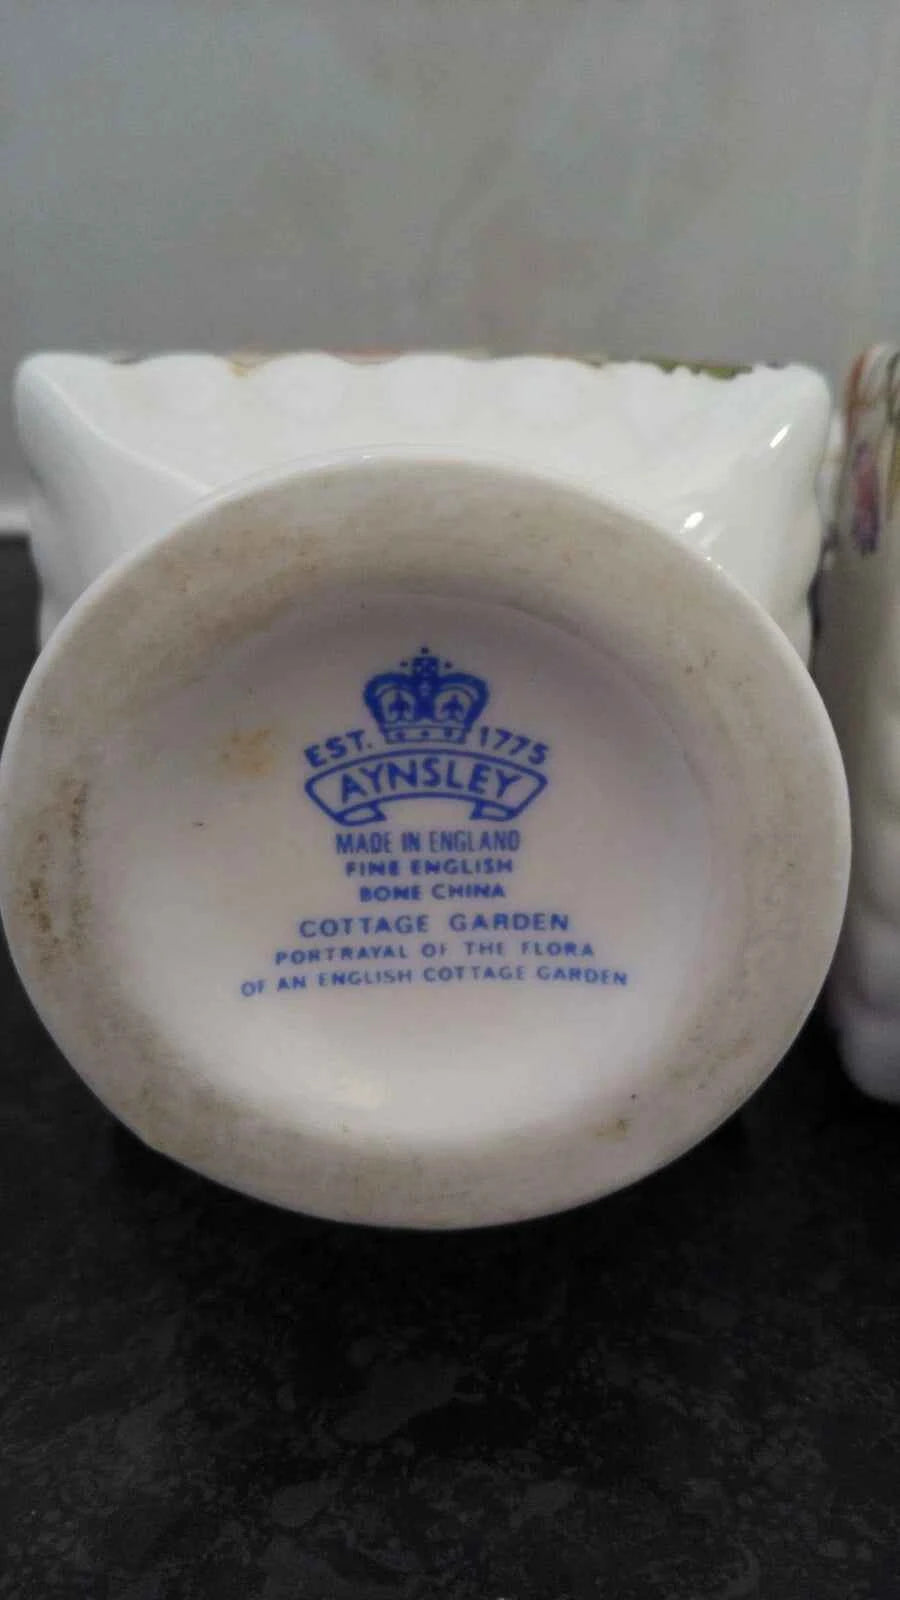 EST. 1775
AYNSLEY
MADE IN ENGLAND
FINE ENGLISH
BONE CHINA
COTTAGE GARDEN
PORTRAYAL OF THE FLORA
OF AN ENGLISH COTTAGE GARDEN